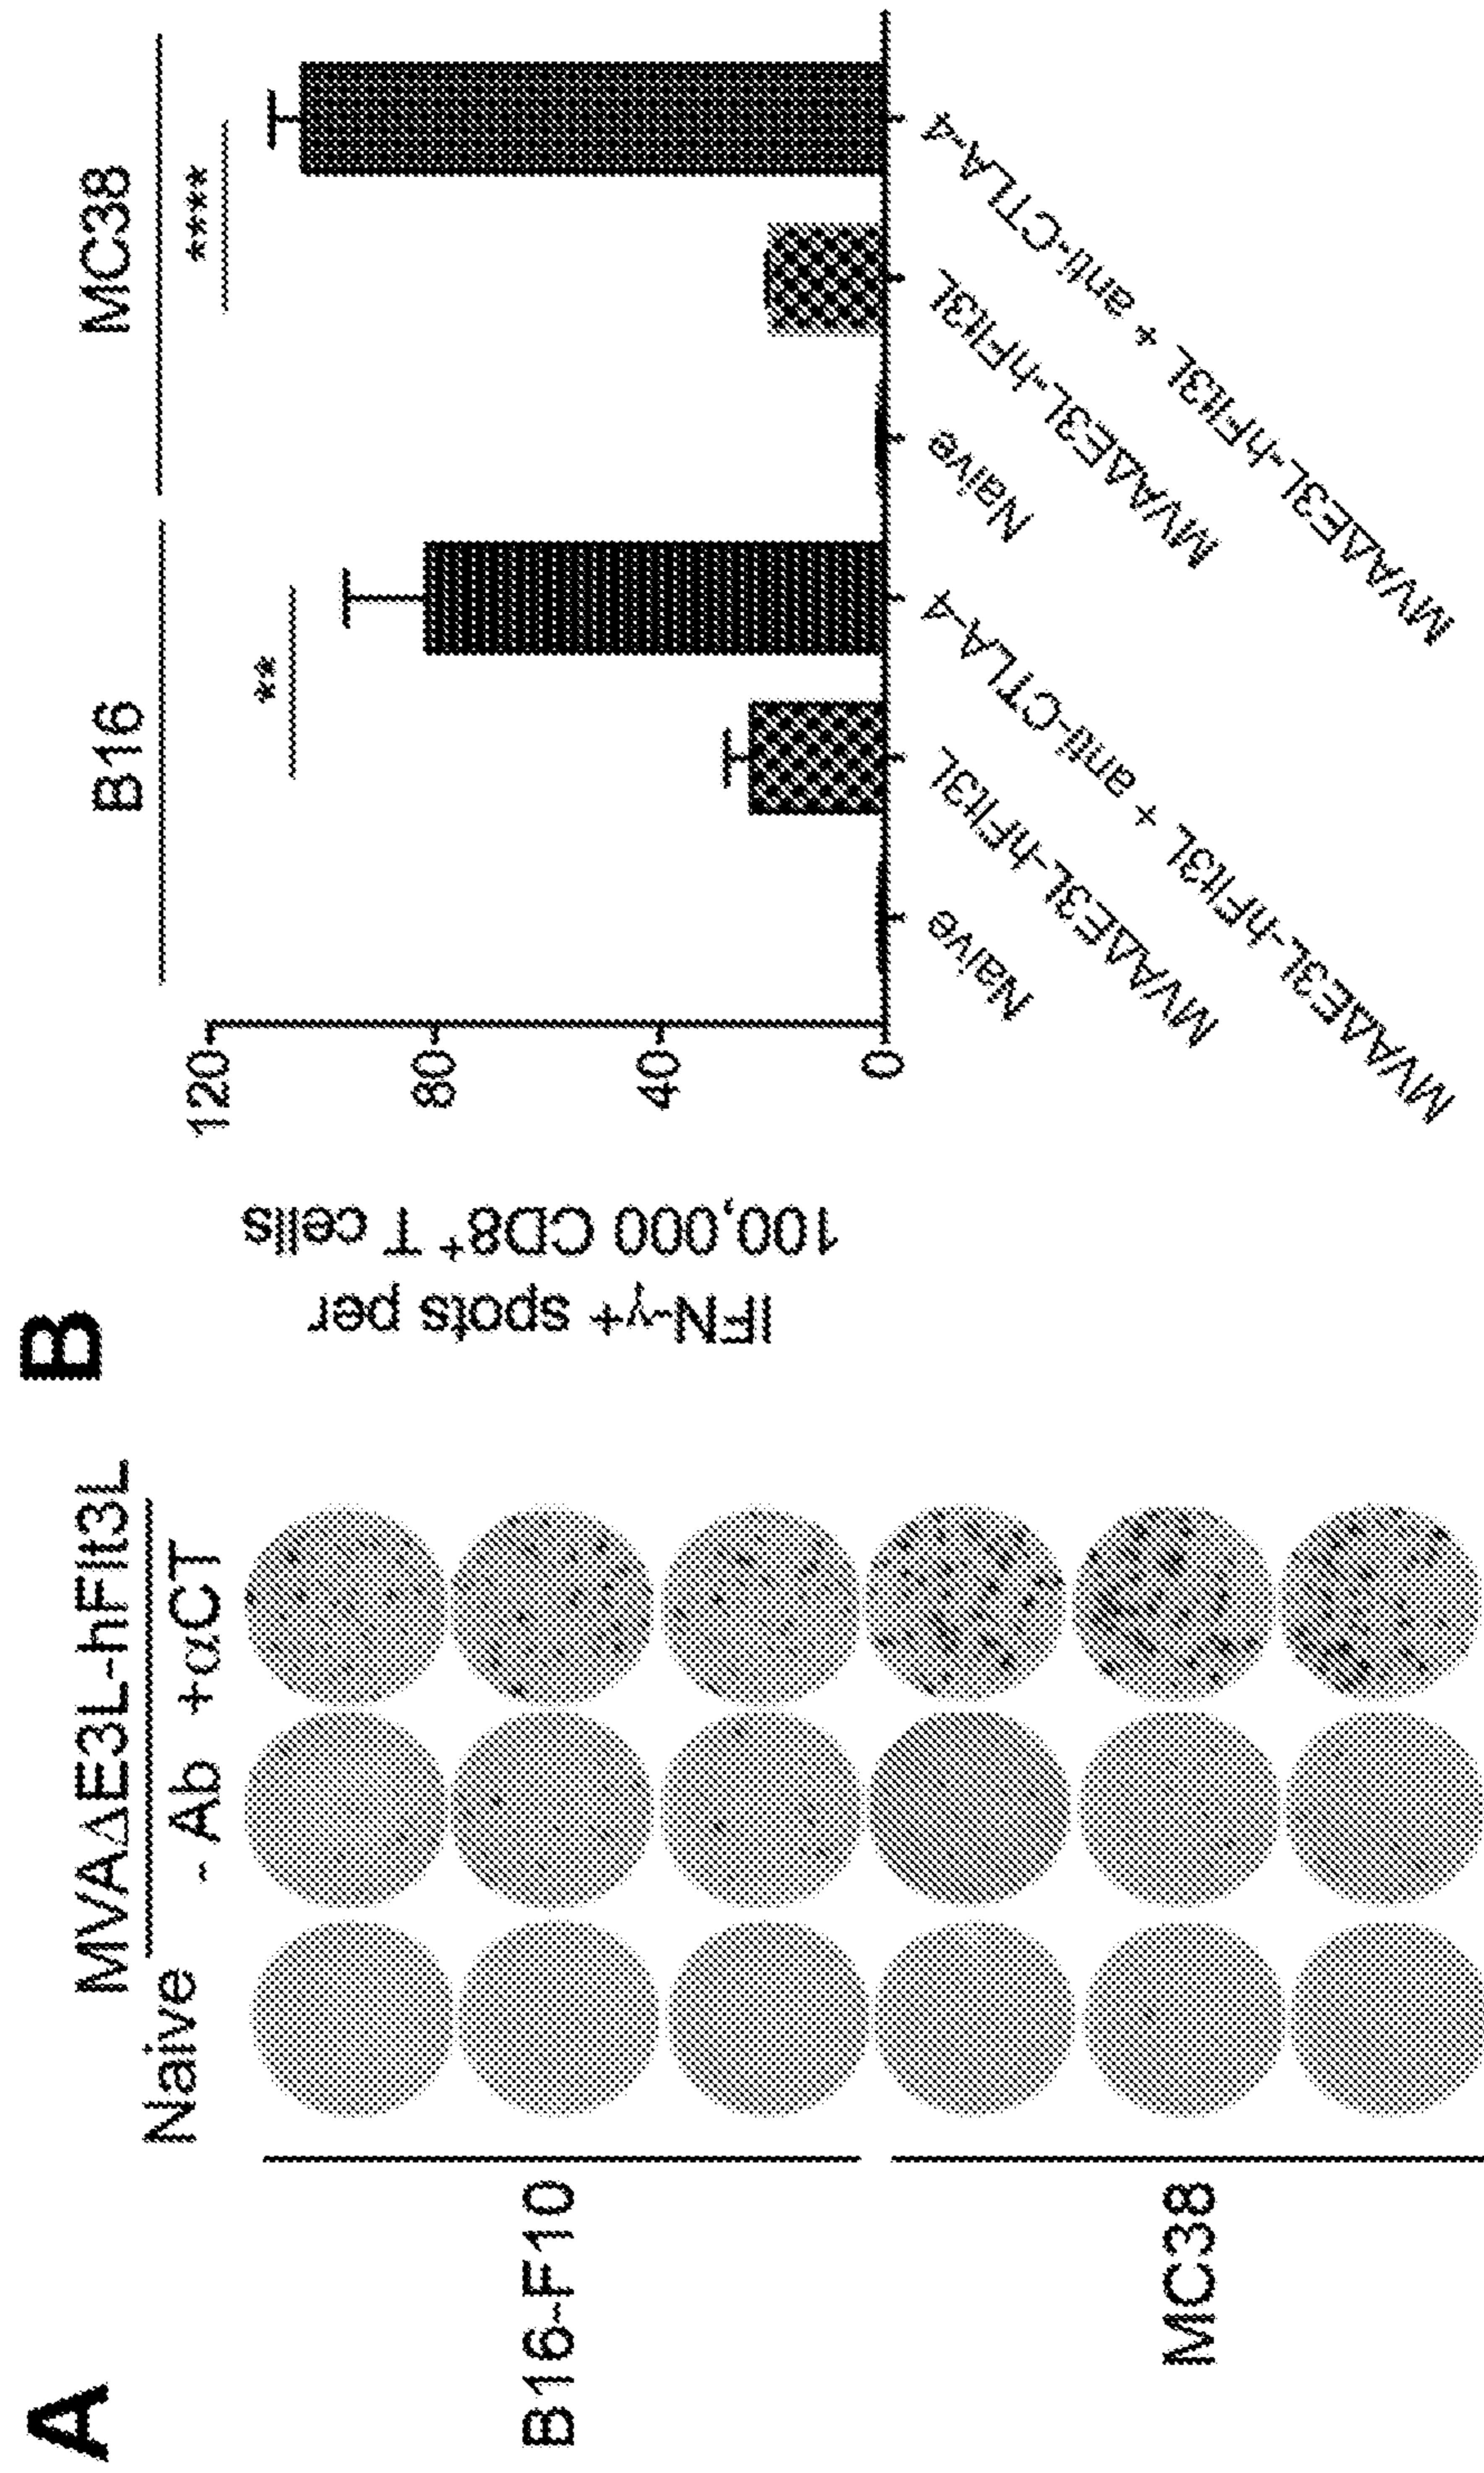 A
MVAΔE3L-hFlt3L
Naive - Ab +αCT
B16-F10
MC38
B
B16
MC38
**
****
IFN-γ+ spots per
100,000 CD8+ T cells
120
80
40
0
Naive
MVAΔE3L-hFlt3L
MVAΔE3L-hFlt3L + anti-CTLA-4
Naive
MVAΔE3L-hFlt3L
MVAΔE3L-hFlt3L + anti-CTLA-4